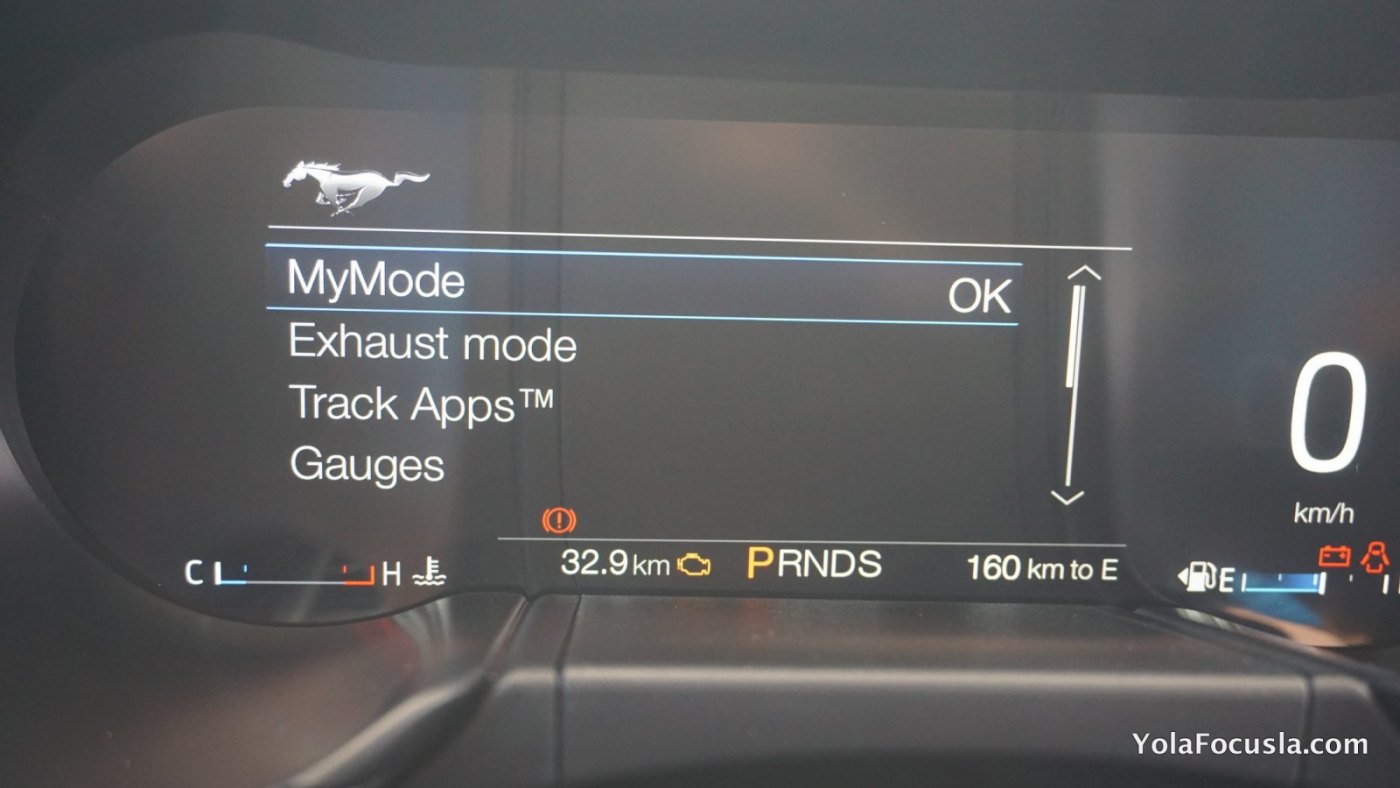 MyMode OK
Exhaust mode
Track Apps™
Gauges
0
km/h
C H
32.9 km PRNDS 160 km to E
E
YolaFocusla.com